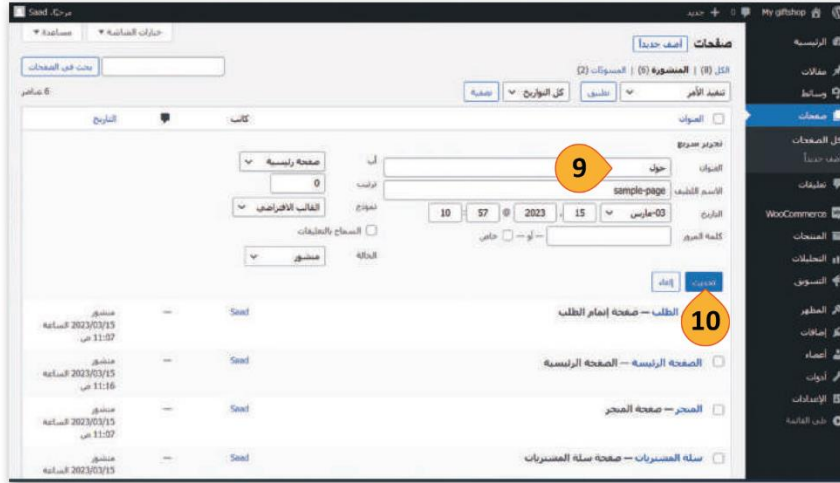 My giftshop 0 + جديد
مرحبًا، Saad
خيارات الشاشة
مساعدة
صفحات
أضف جديداً
الكل (8) | المنشورة (6) | المسودّات (2)
بحث في الصفحات
تنفيذ الأمر
تطبيق
كل التواريخ
تصفية
6 عناصر
العنوان
كاتب
التاريخ
تحرير سريع
العنوان
حول
9
الاسم اللطيف
sample-page
التاريخ
03-مارس
15 , 2023 @ 57 : 10
كلمة المرور
—أو— خاص
أب
صفحة رئيسية
ترتيب
0
نموذج
القالب الافتراضي
السماح بالتعليقات
الحالة
منشور
تحديث
إلغاء
10
الطلب — صفحة إتمام الطلب
Saad
—
منشور
2023/03/15 الساعة
11:07 ص
الصفحة الرئيسة — الصفحة الرئيسية
Saad
—
منشور
2023/03/15 الساعة
11:16 ص
المتجر — صفحة المتجر
Saad
—
منشور
2023/03/15 الساعة
11:07 ص
سلة المشتريات — صفحة سلة المشتريات
Saad
—
منشور
2023/03/15 الساعة
الرئيسية
مقالات
وسائط
صفحات
كل الصفحات
أضف جديداً
تعليقات
WooCommerce
المنتجات
التحليلات
التسويق
المظهر
إضافات
أعضاء
أدوات
الإعدادات
طي القائمة